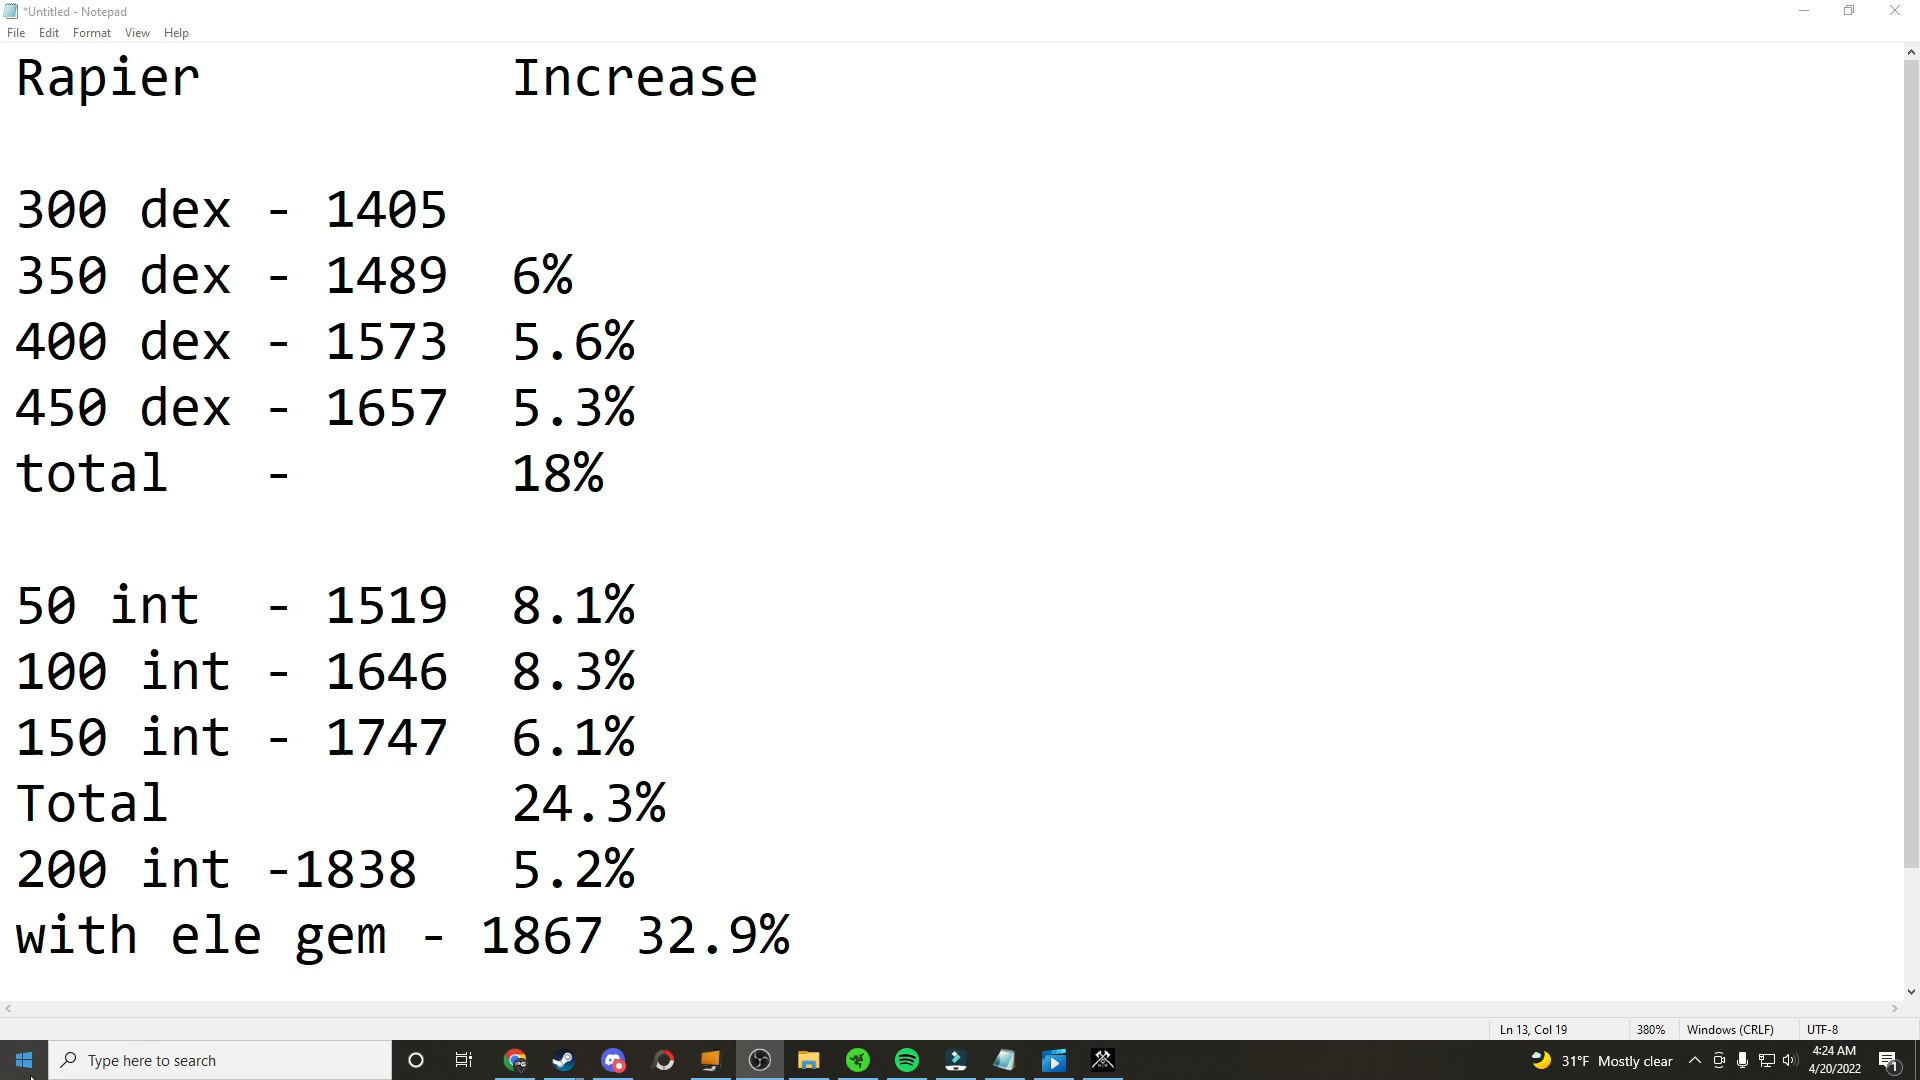 *Untitled - Notepad
File Edit Format View Help
Rapier Increase
300 dex - 1405
350 dex - 1489 6%
400 dex - 1573 5.6%
450 dex - 1657 5.3%
total - 18%
50 int - 1519 8.1%
100 int - 1646 8.3%
150 int - 1747 6.1%
Total 24.3%
200 int -1838 5.2%
with ele gem - 1867 32.9%
Ln 13, Col 19 380% Windows (CRLF) UTF-8
Type here to search
31°F Mostly clear
4:24 AM
4/20/2022
1